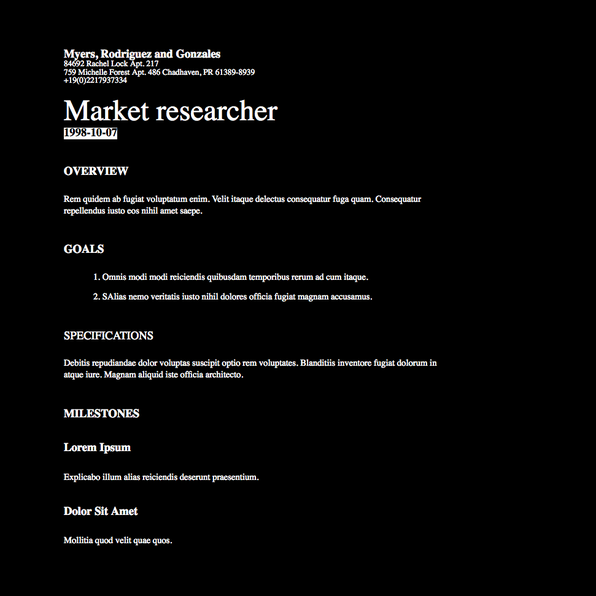 Myers, Rodriguez and Gonzales
84692 Rachel Lock Apt. 217
759 Michelle Forest Apt. 486 Chadhaven, PR 61389-8939
+19(0)2217937334
Market researcher
1998-10-07
OVERVIEW
Rem quidem ab fugiat voluptatum enim. Velit itaque delectus consequatur fuga quam. Consequatur
repellendus iusto eos nihil amet saepe.
GOALS
1. Omnis modi modi reiciendis quibusdam temporibus rerum ad cum itaque.
2. SAlias nemo veritatis iusto nihil dolores officia fugiat magnam accusamus.
SPECIFICATIONS
Debitis repudiandae dolor voluptas suscipit optio rem voluptates. Blanditiis inventore fugiat dolorum in
atque iure. Magnam aliquid iste officia architecto.
MILESTONES
Lorem Ipsum
Explicabo illum alias reiciendis deserunt praesentium.
Dolor Sit Amet
Mollitia quod velit quae quos.